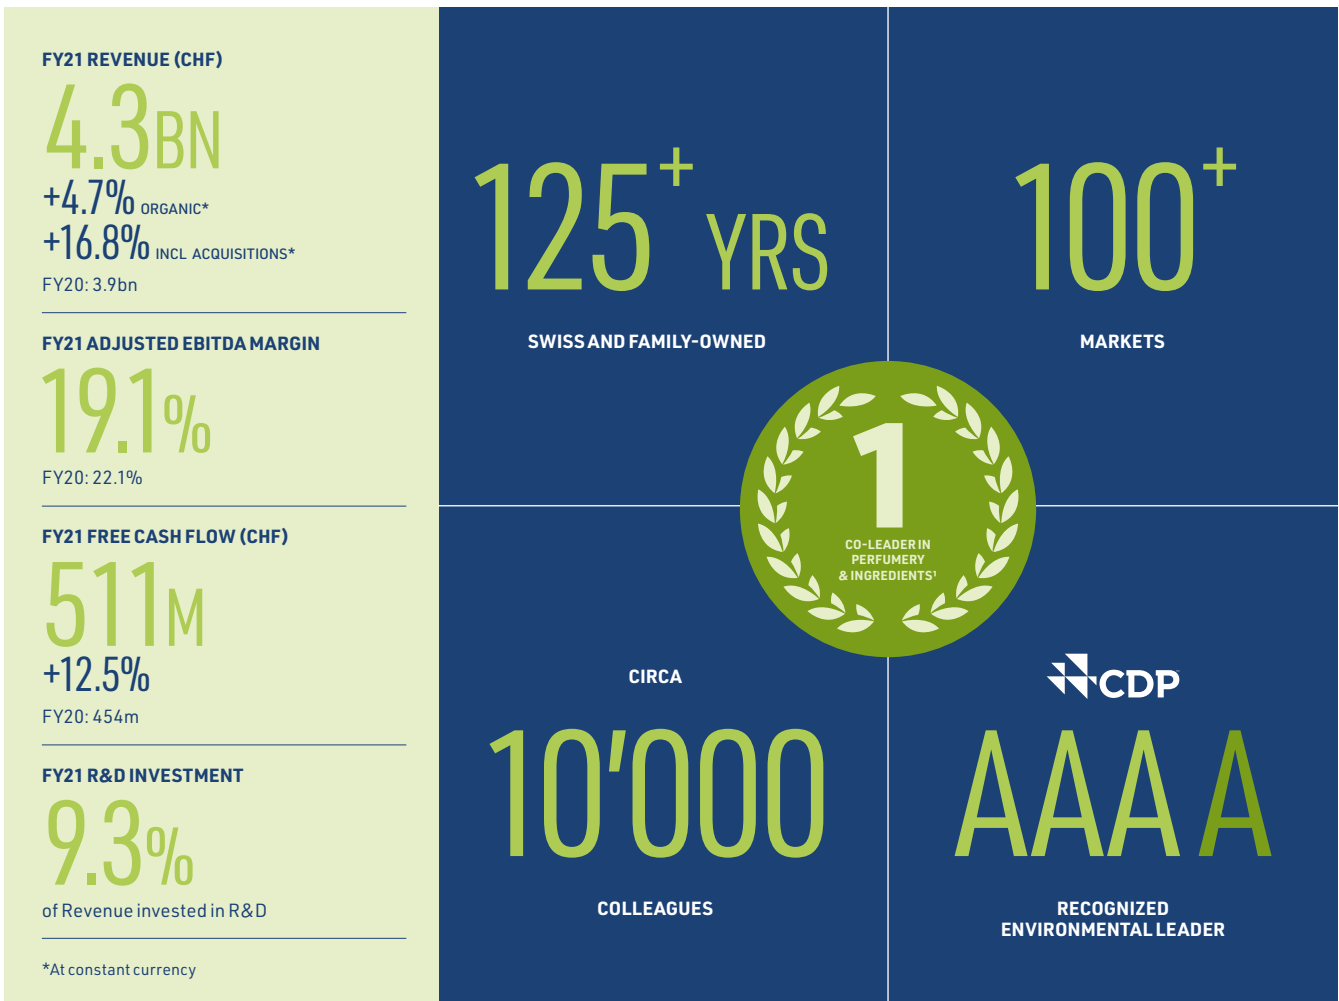 FY21 REVENUE (CHF)
4.3BN
+4.7% ORGANIC*
+16.8% INCL ACQUISITIONS*
FY20: 3.9bn
FY21 ADJUSTED EBITDA MARGIN
19.1%
FY20: 22.1%
FY21 FREE CASH FLOW (CHF)
511M
+12.5%
FY20: 454m
FY21 R&D INVESTMENT
9.3%
of Revenue invested in R&D
*At constant currency
125+ YRS
SWISS AND FAMILY-OWNED
100+
MARKETS
1
CO-LEADER IN
PERFUMERY
& INGREDIENTS¹
CIRCA
10'000
COLLEAGUES
CDP
AAA A
RECOGNIZED
ENVIRONMENTAL LEADER